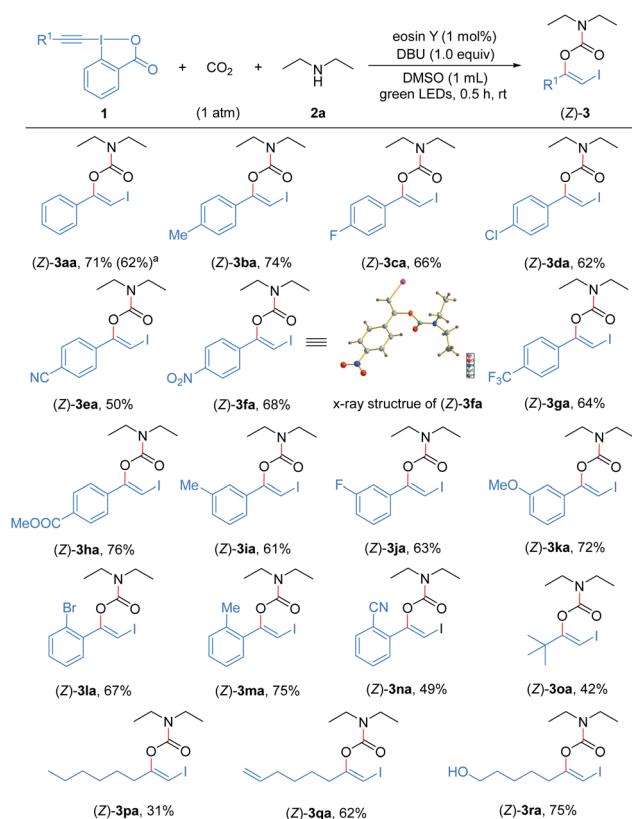 R¹
I
O
O
1
+
CO₂
(1 atm)
+
N
H
2a
eosin Y (1 mol%)
DBU (1.0 equiv)
DMSO (1 mL)
green LEDs, 0.5 h, rt
N
O
O
R¹
I
(Z)-3
N
O
O
I
(Z)-3aa, 71% (62%)ᵃ
N
O
O
Me
I
(Z)-3ba, 74%
N
O
O
F
I
(Z)-3ca, 66%
N
O
O
Cl
I
(Z)-3da, 62%
N
O
O
CN
I
(Z)-3ea, 50%
N
O
O
O₂N
I
(Z)-3fa, 68%
x-ray structrue of (Z)-3fa
N
O
O
F₃C
I
(Z)-3ga, 64%
N
O
O
MeOOC
I
(Z)-3ha, 76%
N
O
O
Me
I
(Z)-3ia, 61%
N
O
O
F
I
(Z)-3ja, 63%
N
O
O
OMe
I
(Z)-3ka, 72%
N
O
O
Br
I
(Z)-3la, 67%
N
O
O
Me
I
(Z)-3ma, 75%
N
O
O
CN
I
(Z)-3na, 49%
N
O
O
I
(Z)-3oa, 42%
N
O
O
I
(Z)-3pa, 31%
N
O
O
I
(Z)-3qa, 62%
N
O
O
HO
I
(Z)-3ra, 75%